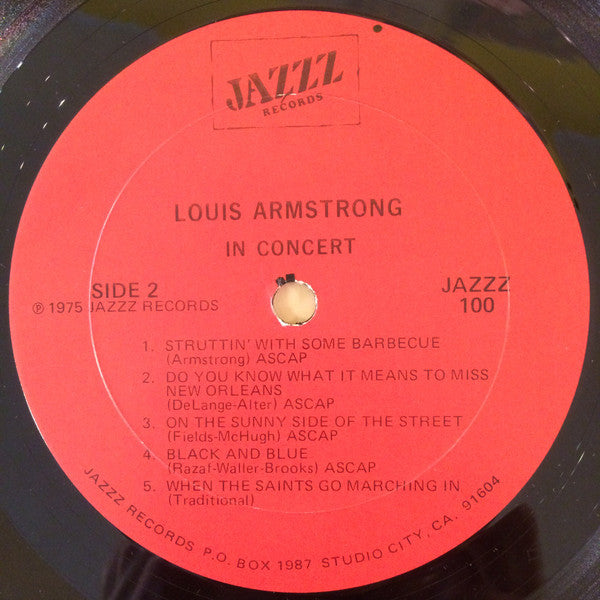 JAZZZ
RECORDS
LOUIS ARMSTRONG
IN CONCERT
SIDE 2
℗ 1975 JAZZZ RECORDS
JAZZZ
100
1. STRUTTIN' WITH SOME BARBECUE
(Armstrong) ASCAP
2. DO YOU KNOW WHAT IT MEANS TO MISS
NEW ORLEANS
(DeLange-Alter) ASCAP
3. ON THE SUNNY SIDE OF THE STREET
(Fields-McHugh) ASCAP
4. BLACK AND BLUE
(Razaf-Waller-Brooks) ASCAP
5. WHEN THE SAINTS GO MARCHING IN
(Traditional)
JAZZZ RECORDS P.O. BOX 1987 STUDIO CITY, CA. 91604